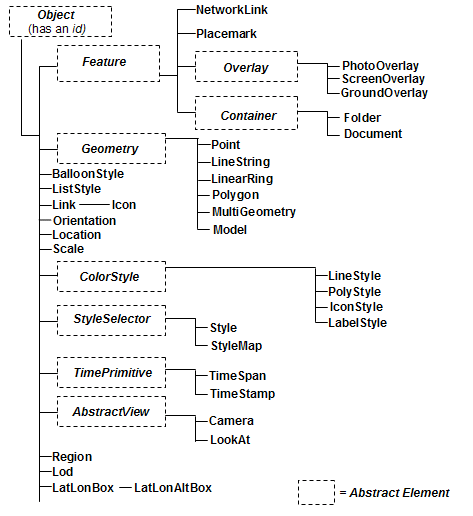 Object
(has an id)
NetworkLink
Placemark
Feature
Overlay
PhotoOverlay
ScreenOverlay
GroundOverlay
Container
Folder
Document
Geometry
Point
LineString
LinearRing
Polygon
MultiGeometry
Model
BalloonStyle
ListStyle
Link Icon
Orientation
Location
Scale
ColorStyle
LineStyle
PolyStyle
IconStyle
LabelStyle
StyleSelector
Style
StyleMap
TimePrimitive
TimeSpan
TimeStamp
AbstractView
Camera
LookAt
Region
Lod
LatLonBox LatLonAltBox
= Abstract Element